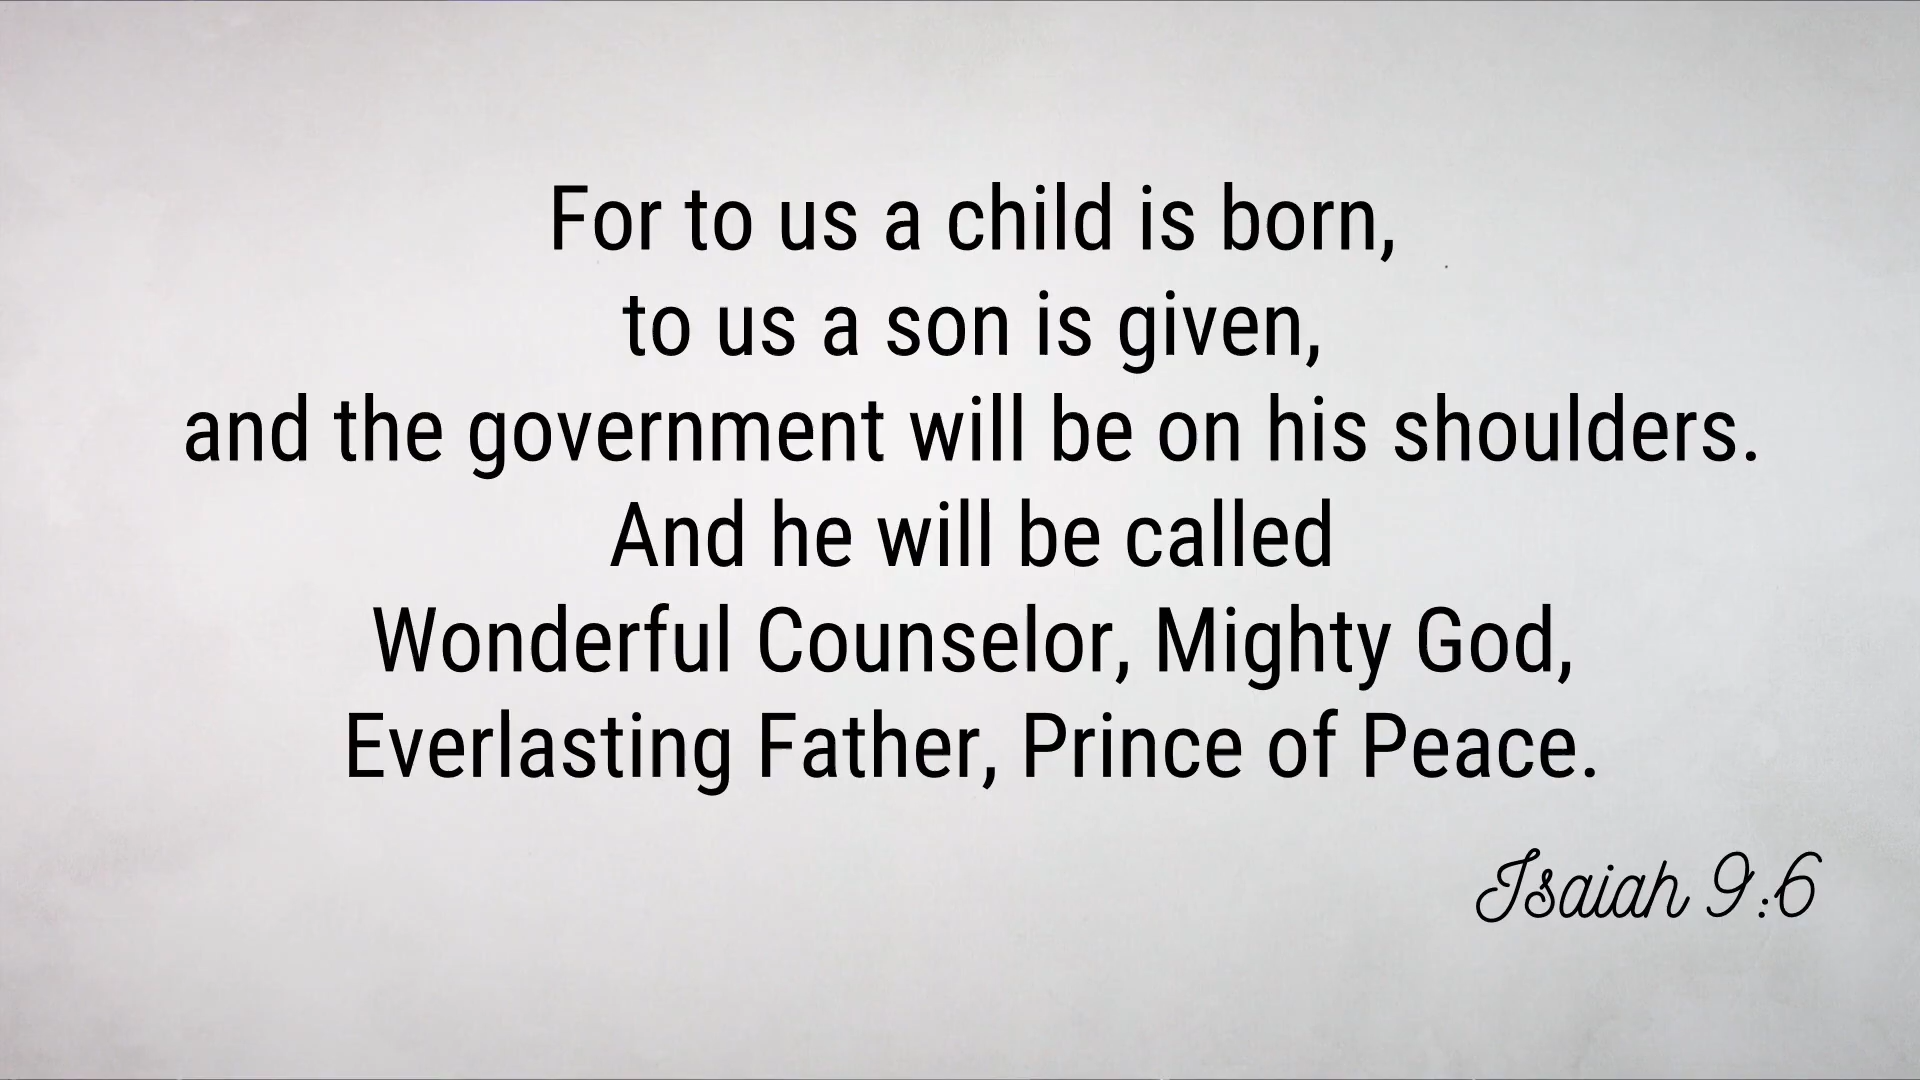 For to us a child is born,
to us a son is given,
and the government will be on his shoulders.
And he will be called
Wonderful Counselor, Mighty God,
Everlasting Father, Prince of Peace.
Isaiah 9:6